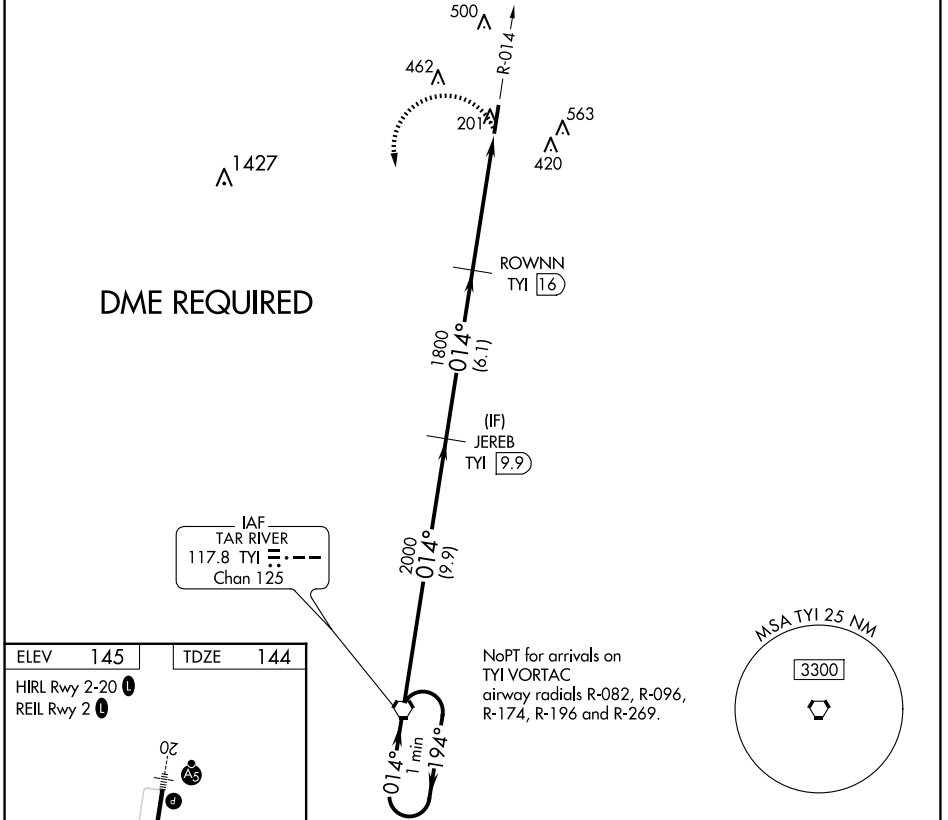 500
R-014
462
201
563
420
1427
ROWNN
TYI 16
DME REQUIRED
1800
014°
(6.1)
(IF)
JEREB
TYI 9.9
IAF
TAR RIVER
117.8 TYI
Chan 125
2000
014°
(9.9)
MSA TYI 25 NM
3300
NoPT for arrivals on
TYI VORTAC
airway radials R-082, R-096,
R-174, R-196 and R-269.
014°
1 min
194°
ELEV 145
TDZE 144
HIRL Rwy 2-20 L
REIL Rwy 2 L
20
A5
P